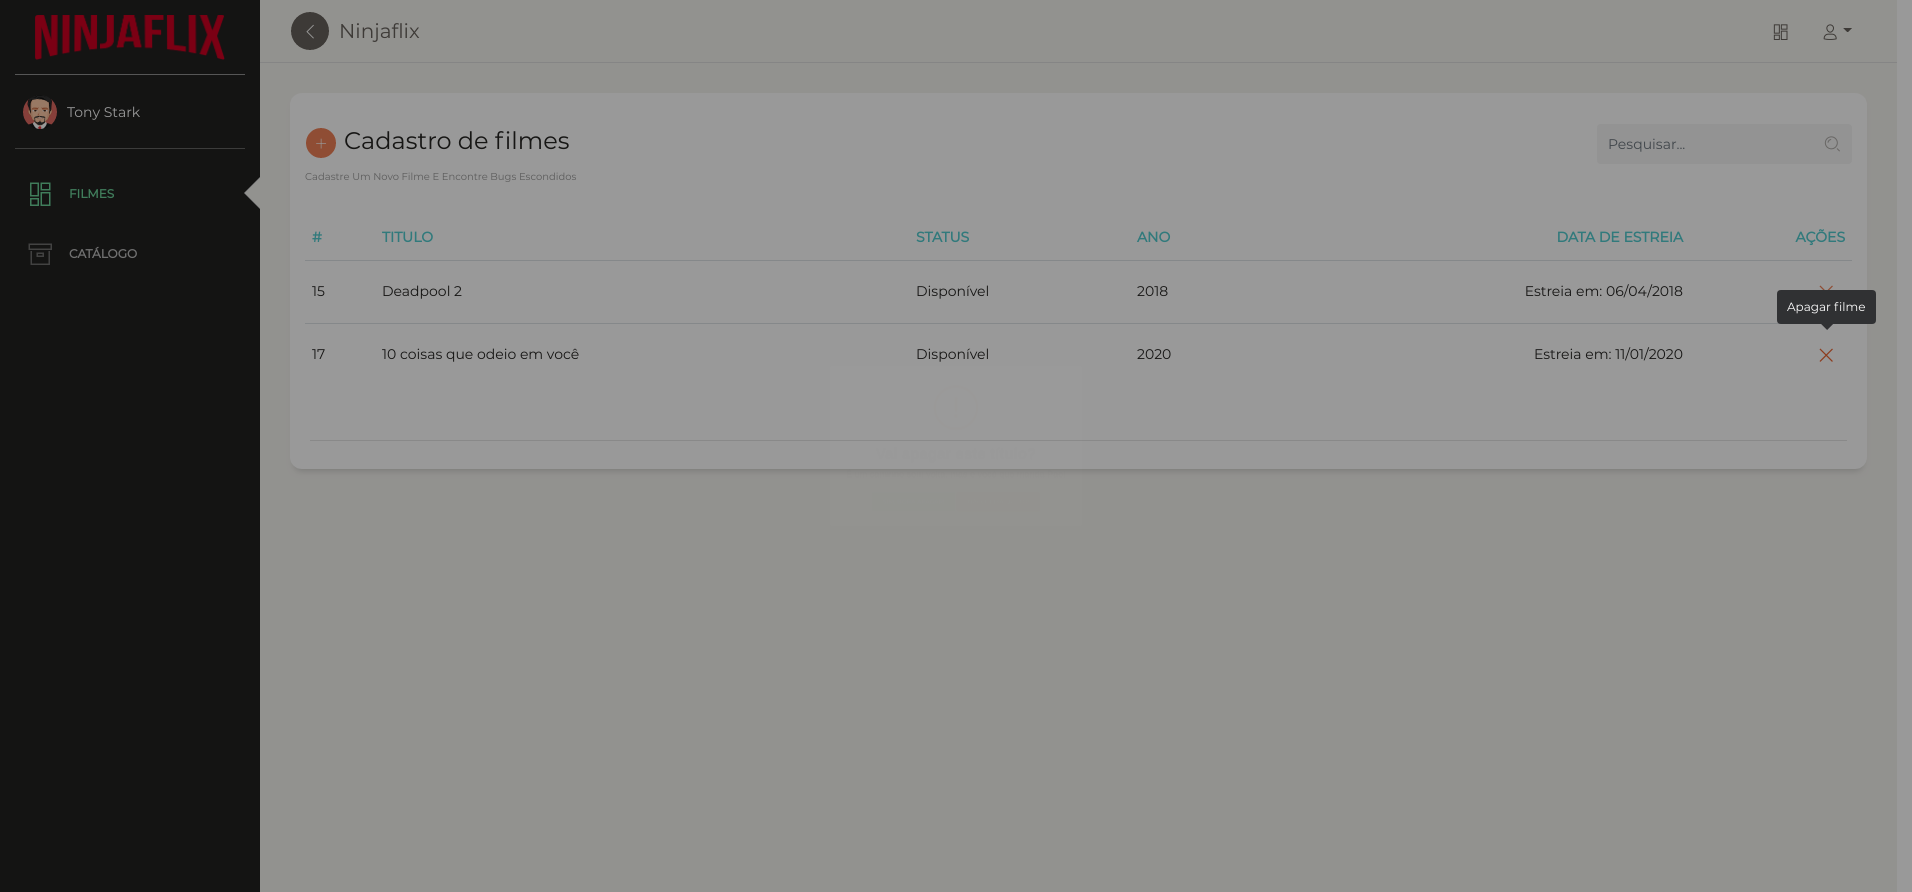 NINJAFLIX
Ninjaflix
Tony Stark
FILMES
CATÁLOGO
Cadastro de filmes
Pesquisar...
Cadastre Um Novo Filme E Encontre Bugs Escondidos
# TITULO STATUS ANO DATA DE ESTREIA AÇÕES
15 Deadpool 2 Disponível 2018 Estreia em: 06/04/2018
Apagar filme
17 10 coisas que odeio em você Disponível 2020 Estreia em: 11/01/2020